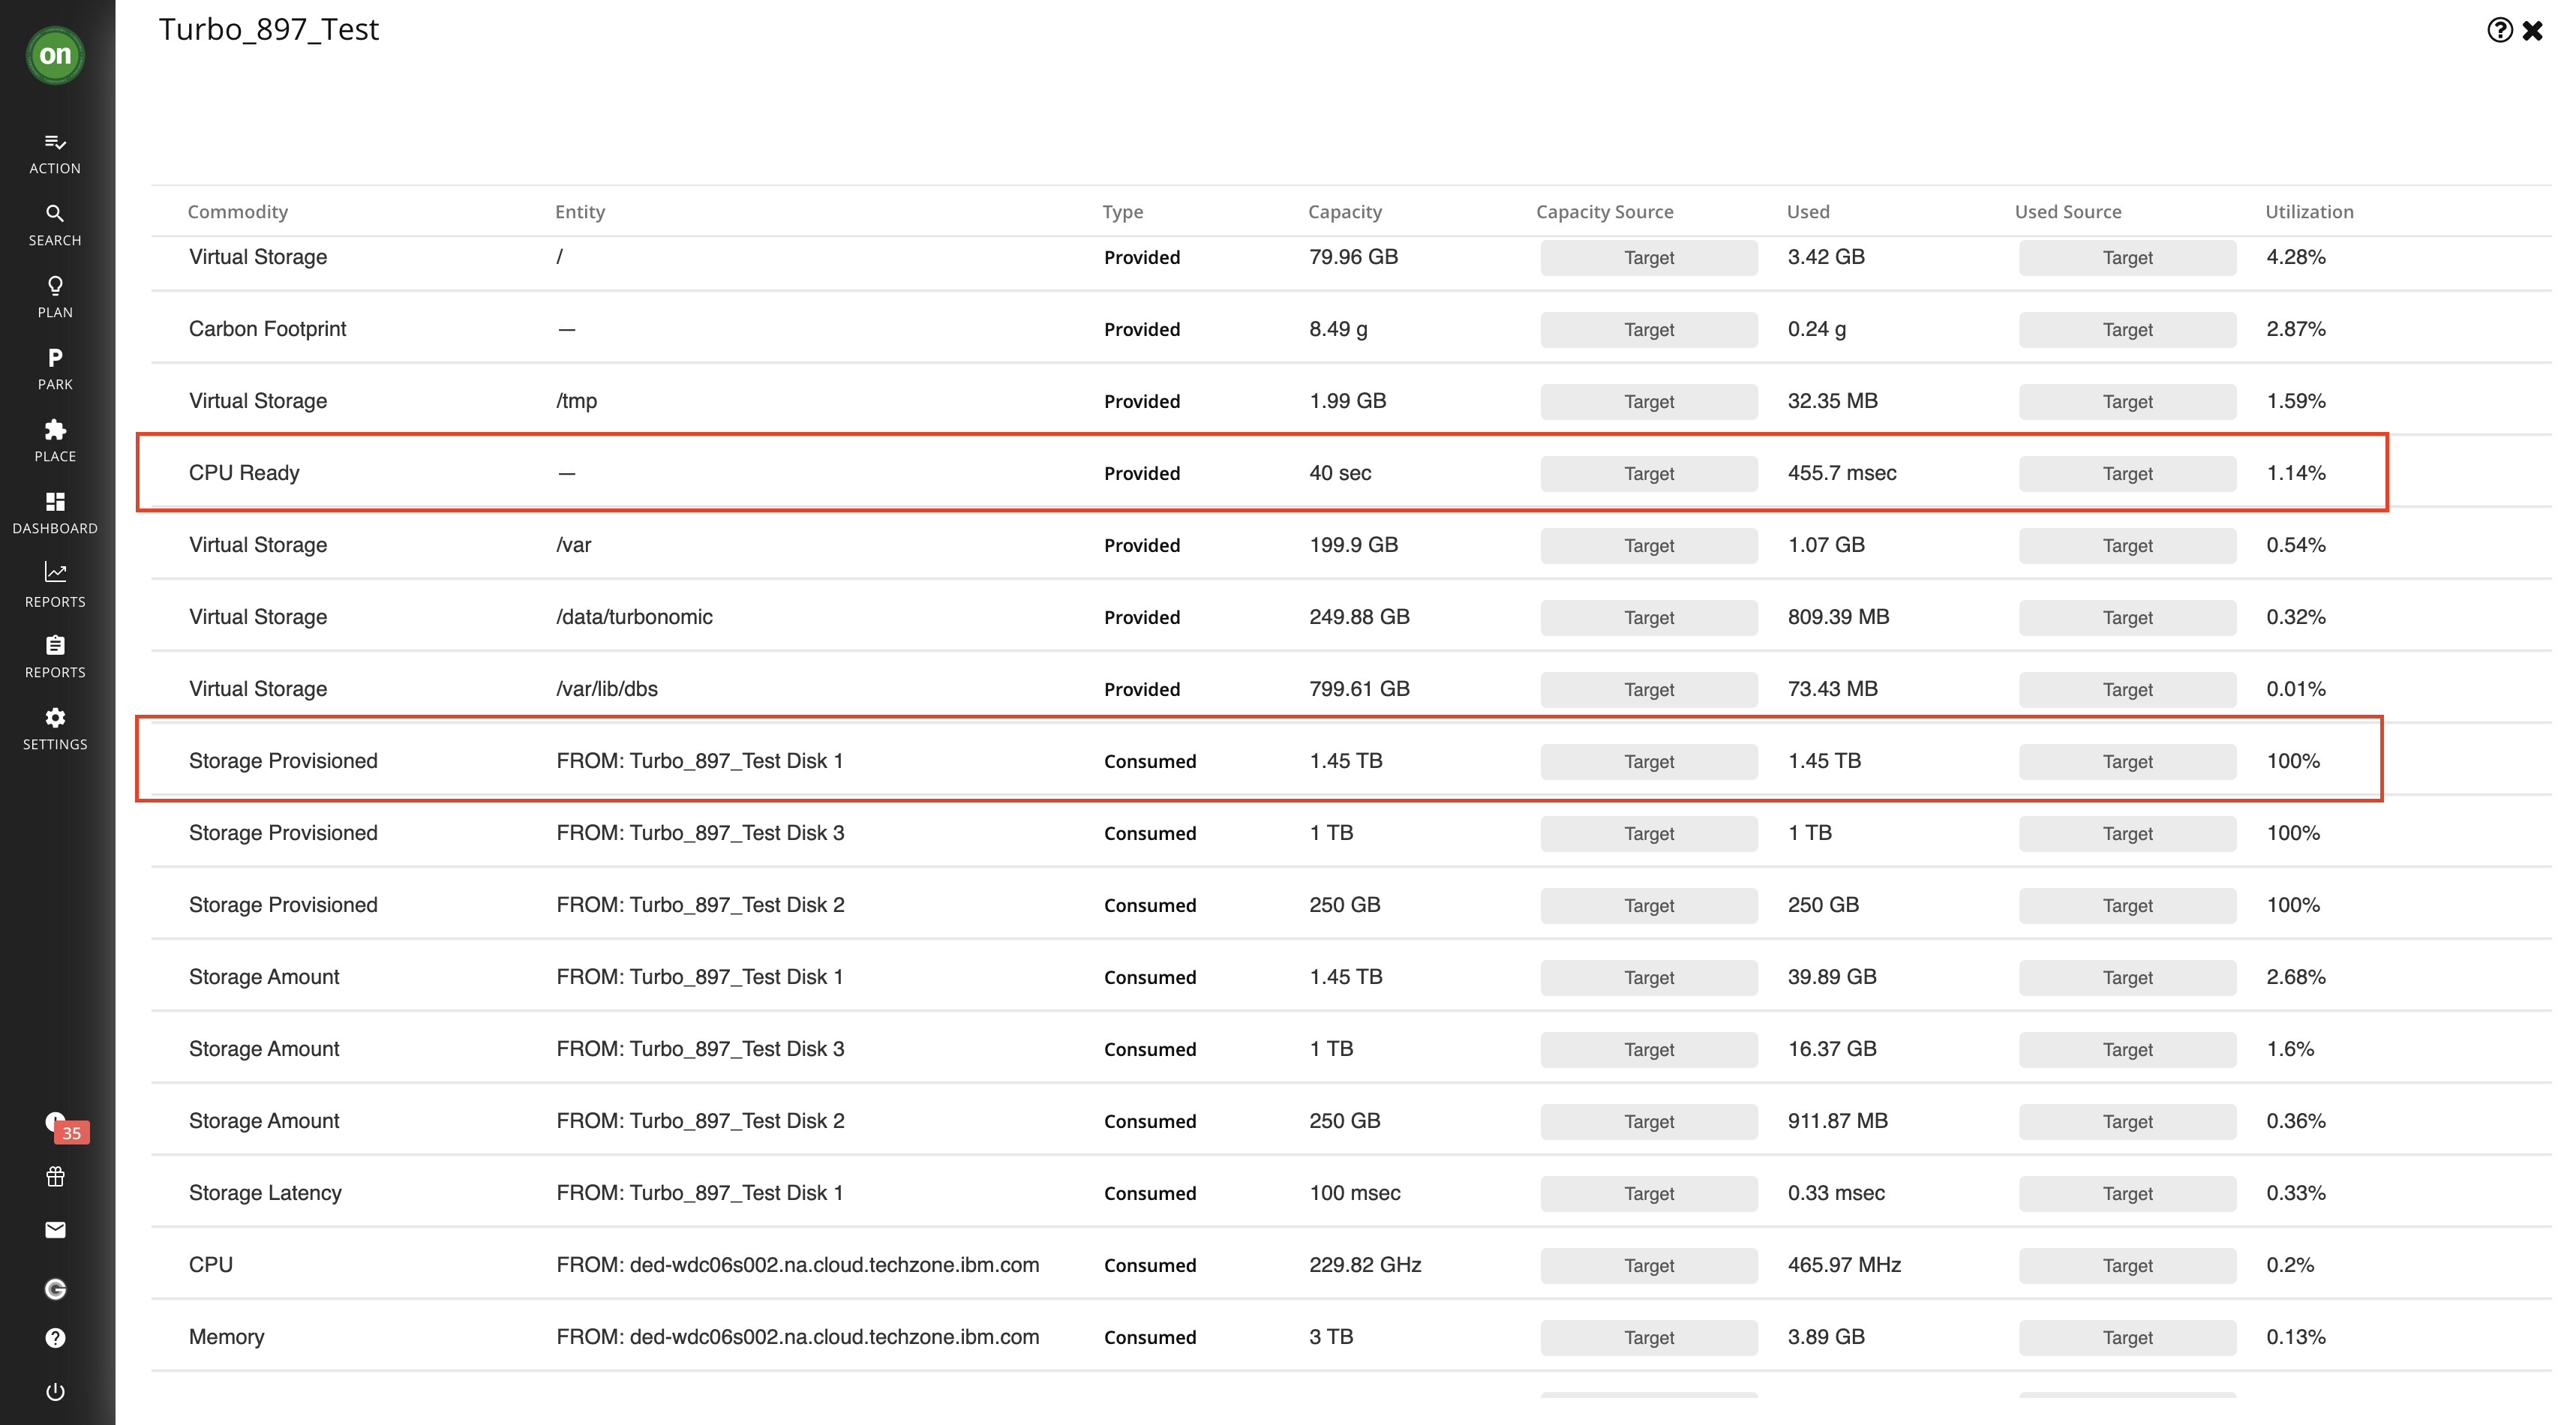 on
Turbo_897_Test
ACTION
SEARCH
PLAN
P
PARK
PLACE
DASHBOARD
REPORTS
REPORTS
SETTINGS
35
Commodity Entity Type Capacity Capacity Source Used Used Source Utilization
Virtual Storage / Provided 79.96 GB Target 3.42 GB Target 4.28%
Carbon Footprint — Provided 8.49 g Target 0.24 g Target 2.87%
Virtual Storage /tmp Provided 1.99 GB Target 32.35 MB Target 1.59%
CPU Ready — Provided 40 sec Target 455.7 msec Target 1.14%
Virtual Storage /var Provided 199.9 GB Target 1.07 GB Target 0.54%
Virtual Storage /data/turbonomic Provided 249.88 GB Target 809.39 MB Target 0.32%
Virtual Storage /var/lib/dbs Provided 799.61 GB Target 73.43 MB Target 0.01%
Storage Provisioned FROM: Turbo_897_Test Disk 1 Consumed 1.45 TB Target 1.45 TB Target 100%
Storage Provisioned FROM: Turbo_897_Test Disk 3 Consumed 1 TB Target 1 TB Target 100%
Storage Provisioned FROM: Turbo_897_Test Disk 2 Consumed 250 GB Target 250 GB Target 100%
Storage Amount FROM: Turbo_897_Test Disk 1 Consumed 1.45 TB Target 39.89 GB Target 2.68%
Storage Amount FROM: Turbo_897_Test Disk 3 Consumed 1 TB Target 16.37 GB Target 1.6%
Storage Amount FROM: Turbo_897_Test Disk 2 Consumed 250 GB Target 911.87 MB Target 0.36%
Storage Latency FROM: Turbo_897_Test Disk 1 Consumed 100 msec Target 0.33 msec Target 0.33%
CPU FROM: ded-wdc06s002.na.cloud.techzone.ibm.com Consumed 229.82 GHz Target 465.97 MHz Target 0.2%
Memory FROM: ded-wdc06s002.na.cloud.techzone.ibm.com Consumed 3 TB Target 3.89 GB Target 0.13%